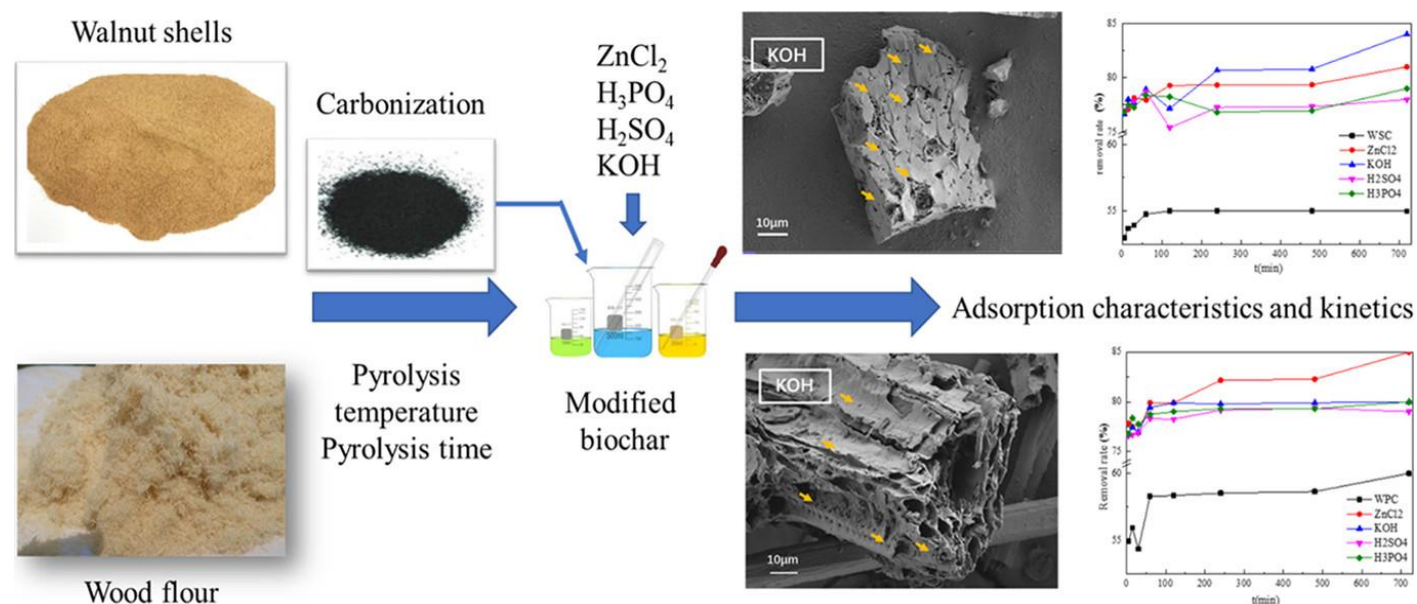 Walnut shells
Carbonization
ZnCl2
H3PO4
H2SO4
KOH
Pyrolysis
temperature
Pyrolysis time
Modified
biochar
Wood flour
KOH
10μm
removal rate (%)
85
80
75
60
55
WSC
ZnCl2
KOH
H2SO4
H3PO4
0 100 200 300 400 500 600 700
t(min)
Adsorption characteristics and kinetics
KOH
10μm
Removal rate (%)
85
80
75
60
55
WPC
ZnCl2
KOH
H2SO4
H3PO4
0 100 200 300 400 500 600 700
t(min)